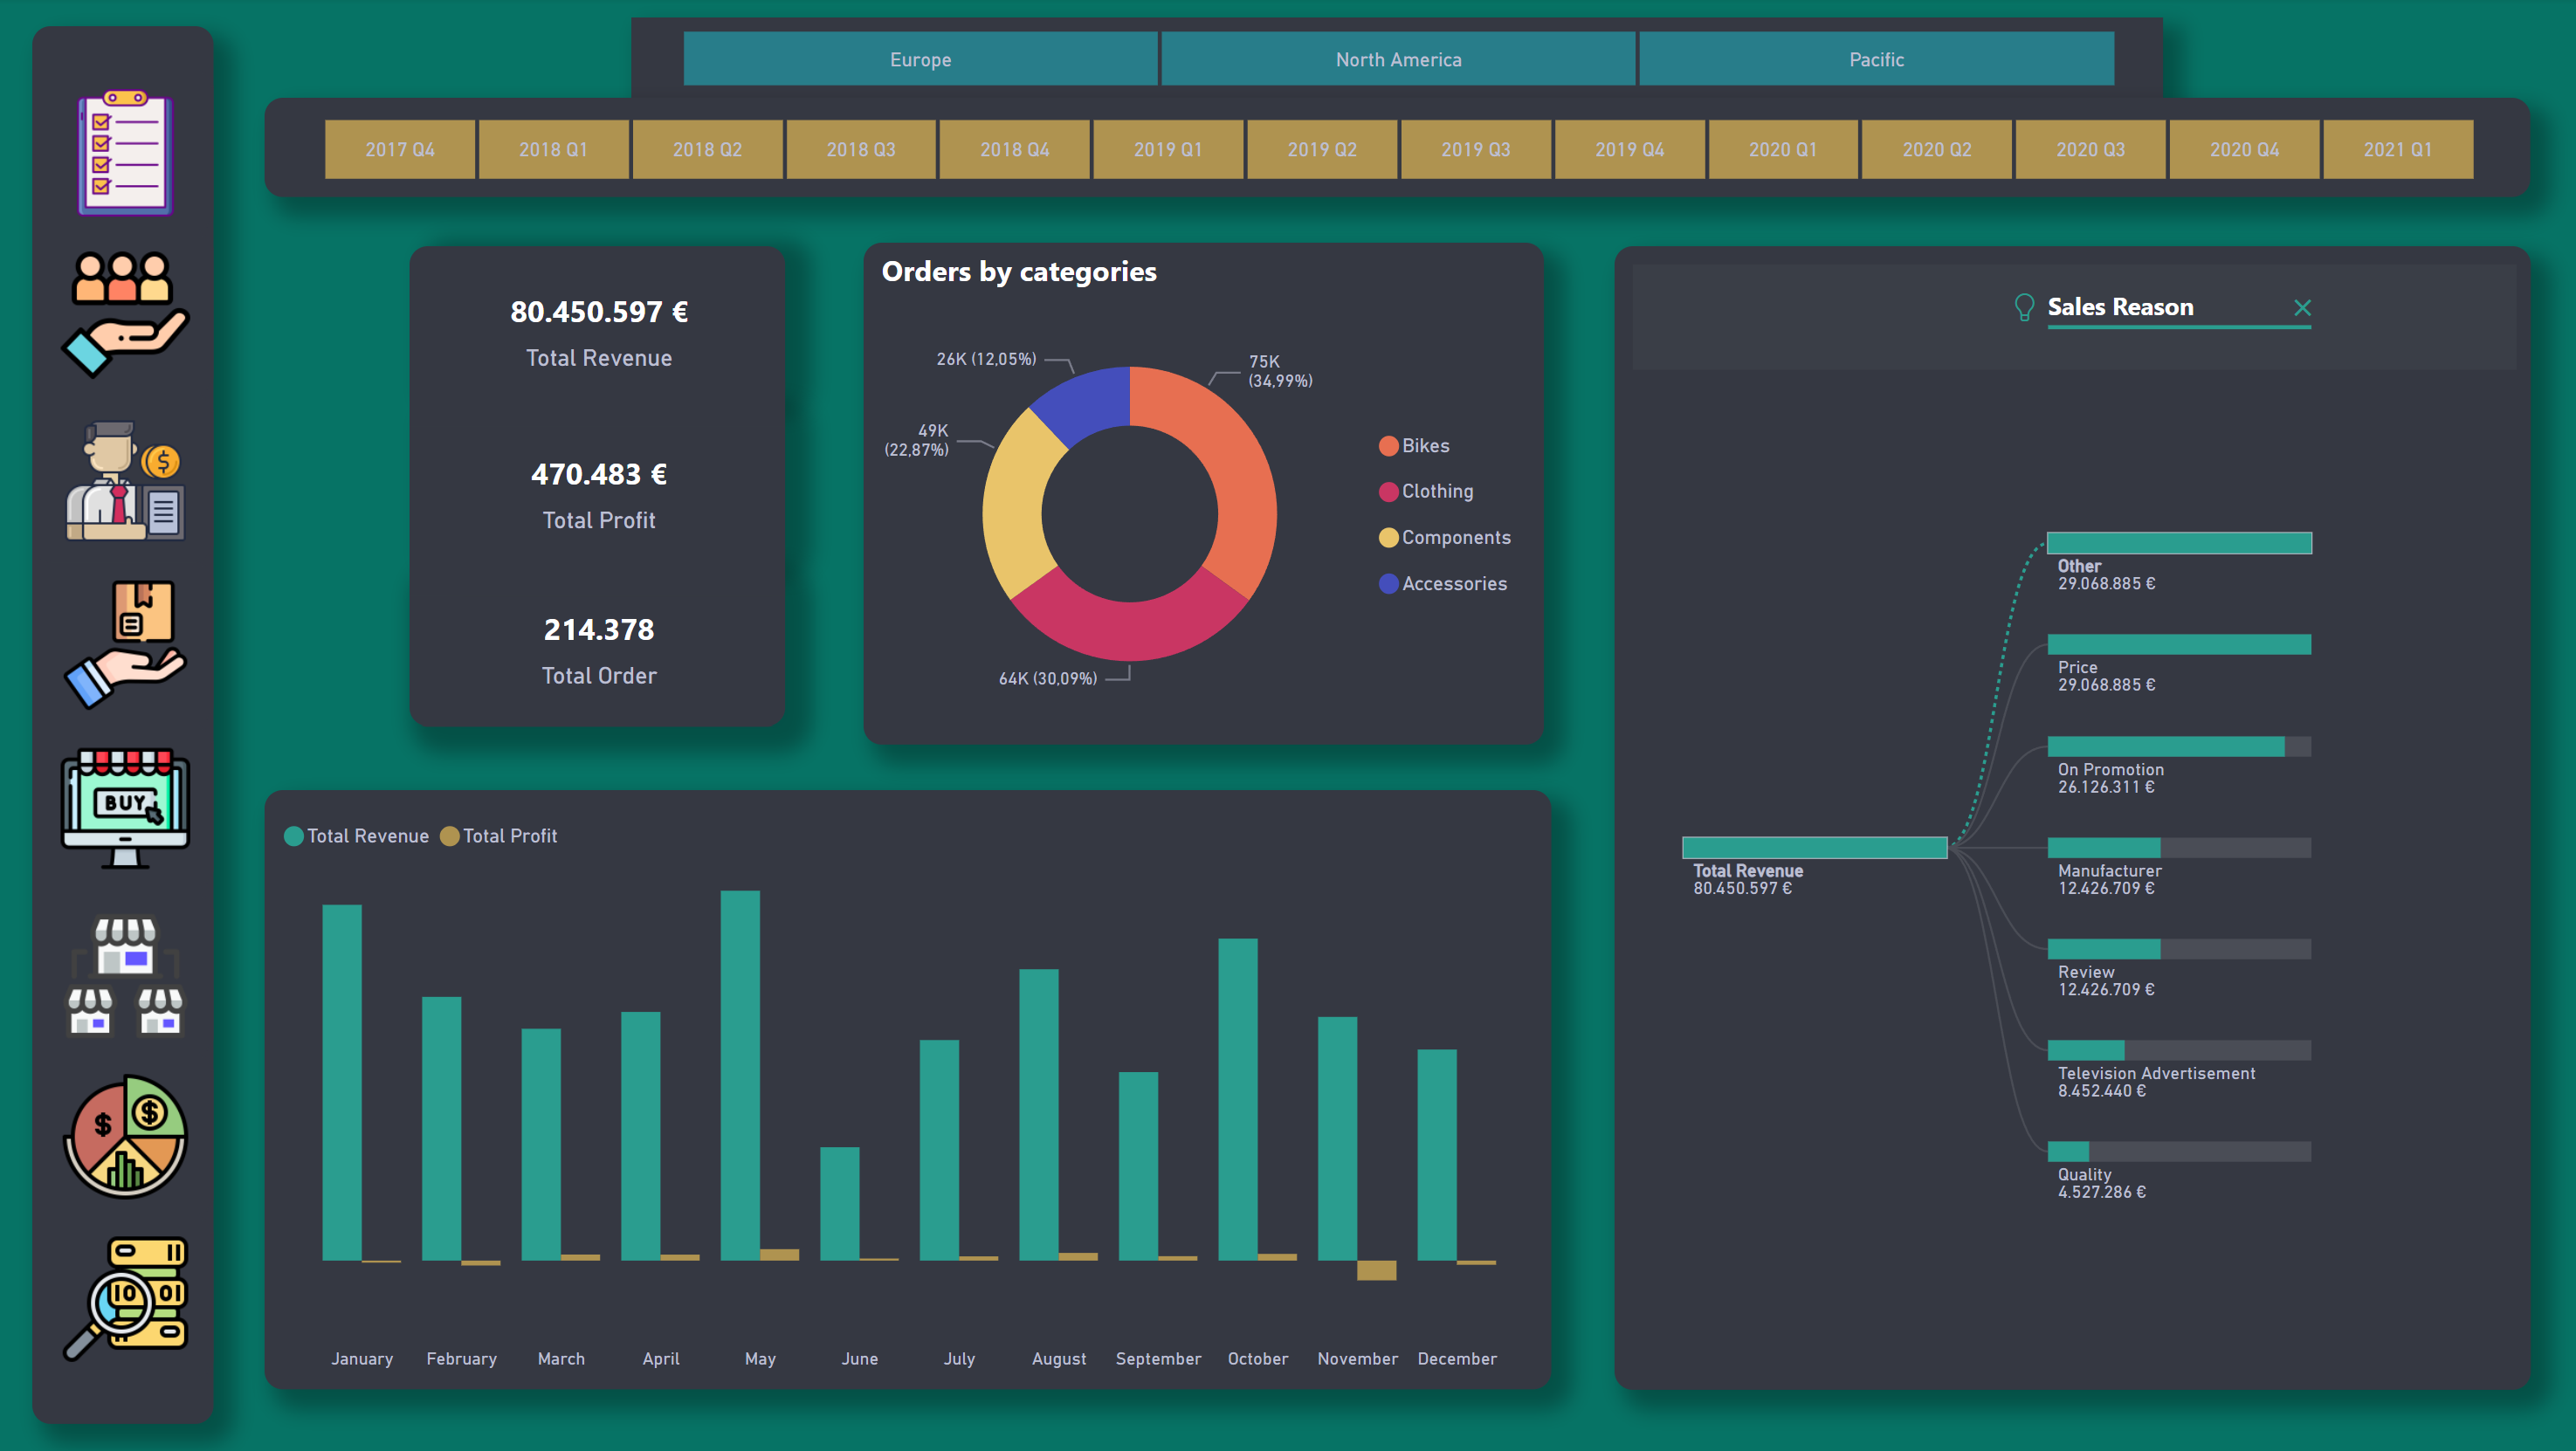 Europe
North America
Pacific
2017 Q4
2018 Q1
2018 Q2
2018 Q3
2018 Q4
2019 Q1
2019 Q2
2019 Q3
2019 Q4
2020 Q1
2020 Q2
2020 Q3
2020 Q4
2021 Q1
80.450.597 €
Total Revenue
470.483 €
Total Profit
214.378
Total Order
Orders by categories
26K (12,05%)
75K
(34,99%)
49K
(22,87%)
64K (30,09%)
Bikes
Clothing
Components
Accessories
Sales Reason
Total Revenue
80.450.597 €
Other
29.068.885 €
Price
29.068.885 €
On Promotion
26.126.311 €
Manufacturer
12.426.709 €
Review
12.426.709 €
Television Advertisement
8.452.440 €
Quality
4.527.286 €
Total Revenue
Total Profit
January
February
March
April
May
June
July
August
September
October
November
December
$
BUY
$
$
10
01